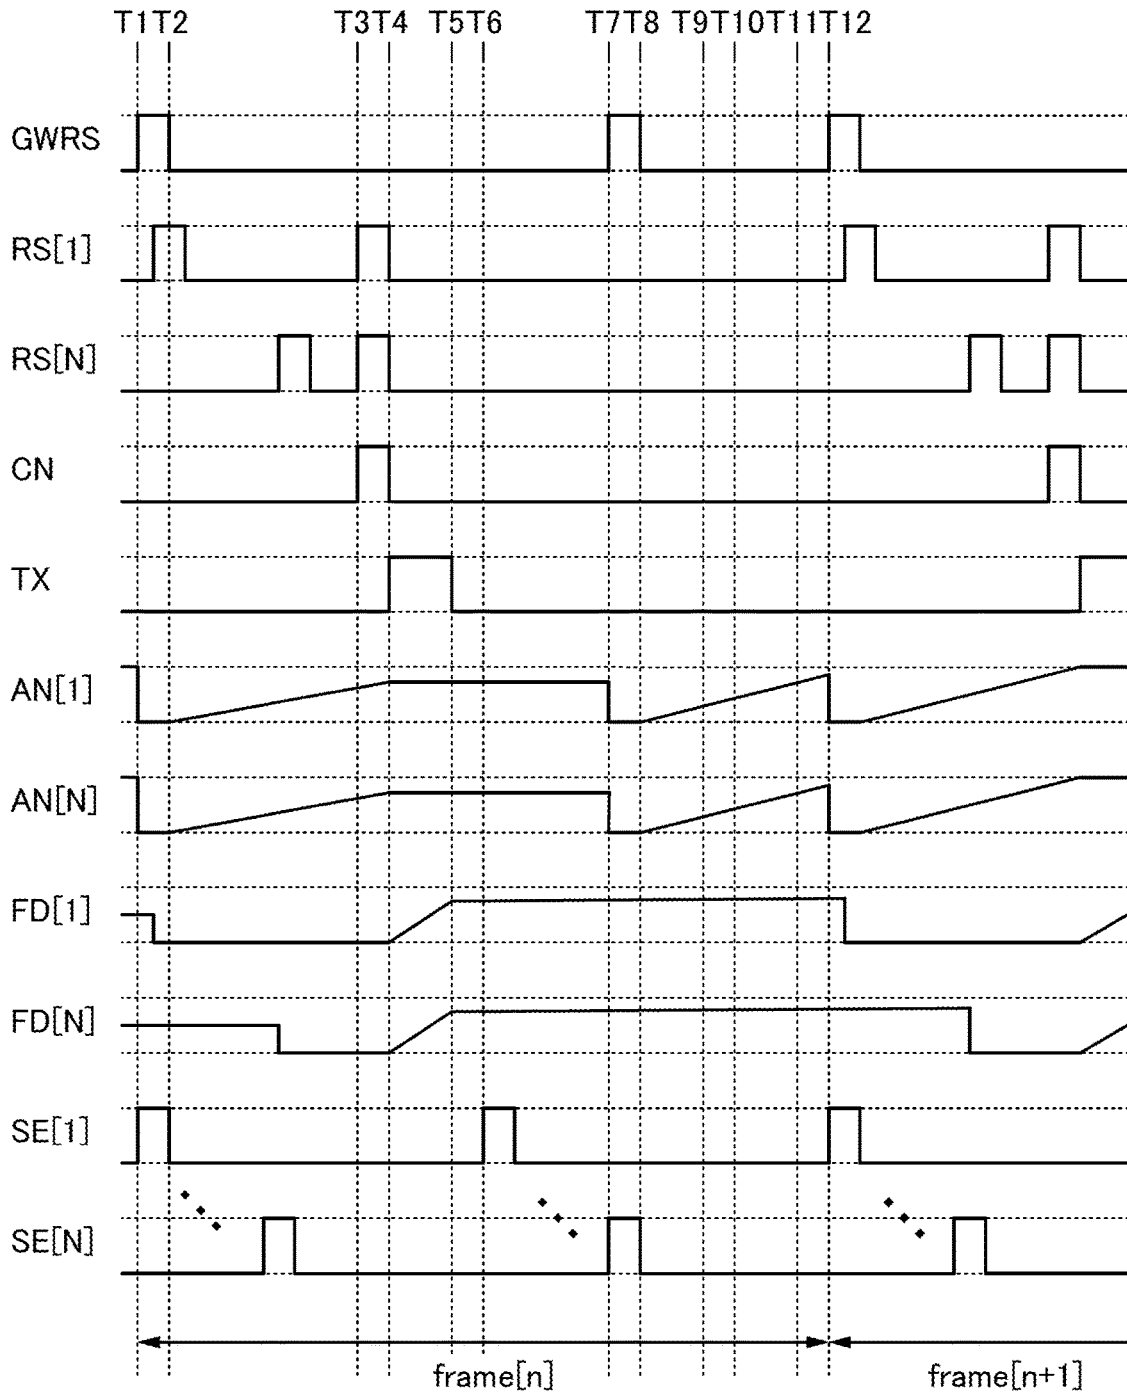 T1T2 T3T4 T5T6 T7T8 T9T10T11T12
GWRS
RS[1]
RS[N]
CN
TX
AN[1]
AN[N]
FD[1]
FD[N]
SE[1]
SE[N]
frame[n] frame[n+1]